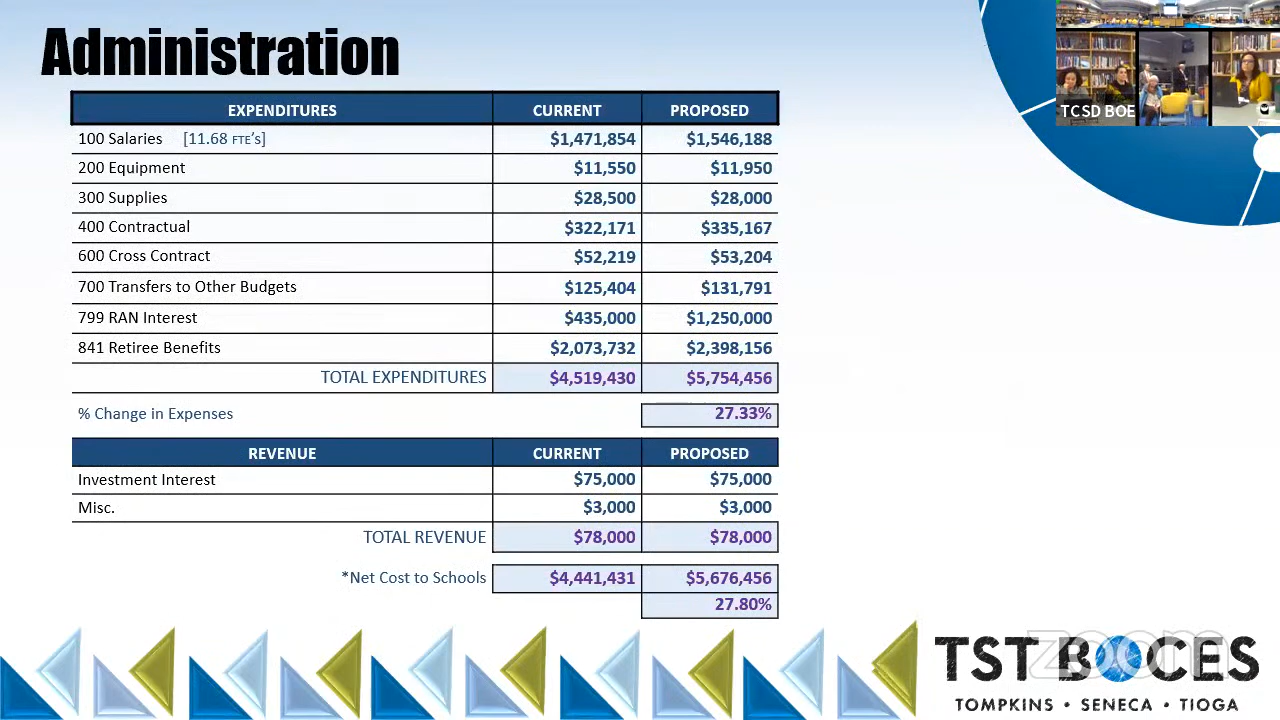 Administration
TCSD BOE
EXPENDITURES CURRENT PROPOSED
100 Salaries [11.68 FTE's] $1,471,854 $1,546,188
200 Equipment $11,550 $11,950
300 Supplies $28,500 $28,000
400 Contractual $322,171 $335,167
600 Cross Contract $52,219 $53,204
700 Transfers to Other Budgets $125,404 $131,791
799 RAN Interest $435,000 $1,250,000
841 Retiree Benefits $2,073,732 $2,398,156
TOTAL EXPENDITURES $4,519,430 $5,754,456
% Change in Expenses 27.33%
REVENUE CURRENT PROPOSED
Investment Interest $75,000 $75,000
Misc. $3,000 $3,000
TOTAL REVENUE $78,000 $78,000
*Net Cost to Schools $4,441,431 $5,676,456
27.80%
TST BOCES
zoom
TOMPKINS • SENECA • TIOGA